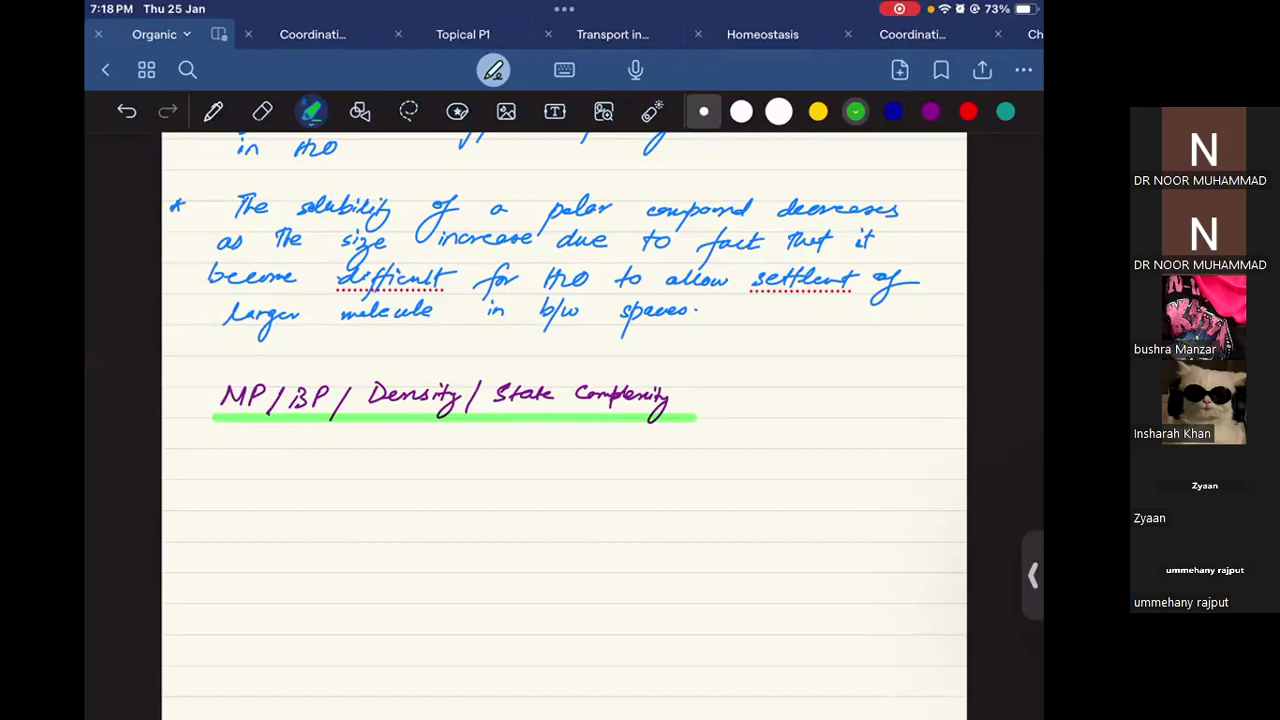 7:18 PM Thu 25 Jan
73%
Organic
Coordinati...
Topical P1
Transport in...
Homeostasis
Coordinati...
Ch
in H2O
* The solubility of a polar compound decreases
as the size increase due to fact that it
become difficult for H2O to allow settlent of
larger molecule in b/w spaces.
MP/BP/ Density/ State Complenity
N
DR NOOR MUHAMMAD
N
DR NOOR MUHAMMAD
bushra Manzar
Insharah Khan
Zyaan
Zyaan
ummehany rajput
ummehany rajput